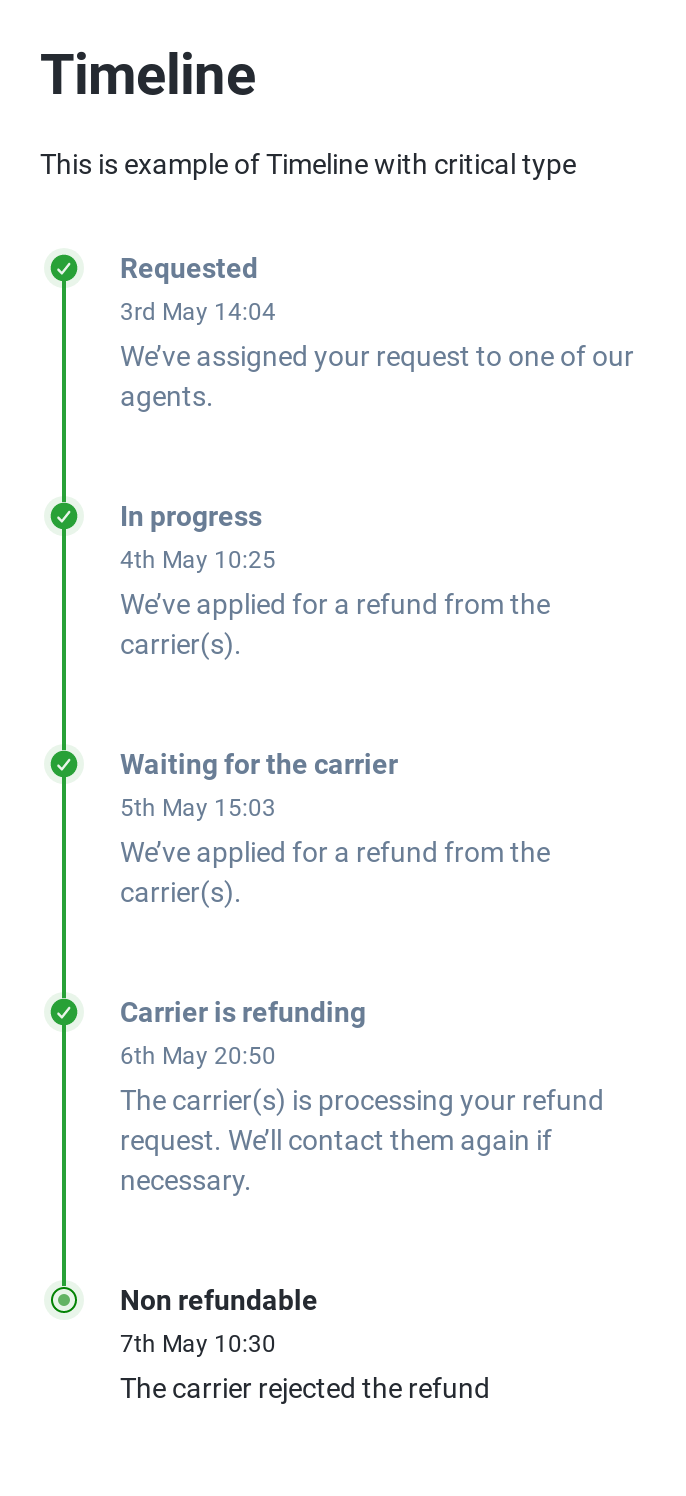 Timeline
This is example of Timeline with critical type
Requested
3rd May 14:04
We’ve assigned your request to one of our
agents.
In progress
4th May 10:25
We’ve applied for a refund from the
carrier(s).
Waiting for the carrier
5th May 15:03
We’ve applied for a refund from the
carrier(s).
Carrier is refunding
6th May 20:50
The carrier(s) is processing your refund
request. We’ll contact them again if
necessary.
Non refundable
7th May 10:30
The carrier rejected the refund